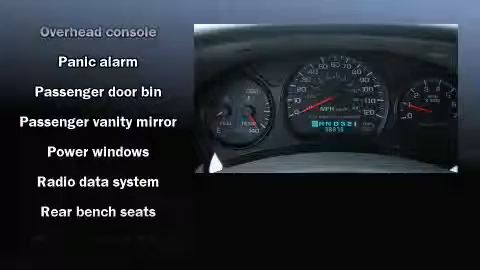 Overhead console
Panic alarm
Passenger door bin
Passenger vanity mirror
Power windows
Radio data system
Rear bench seats
MPH